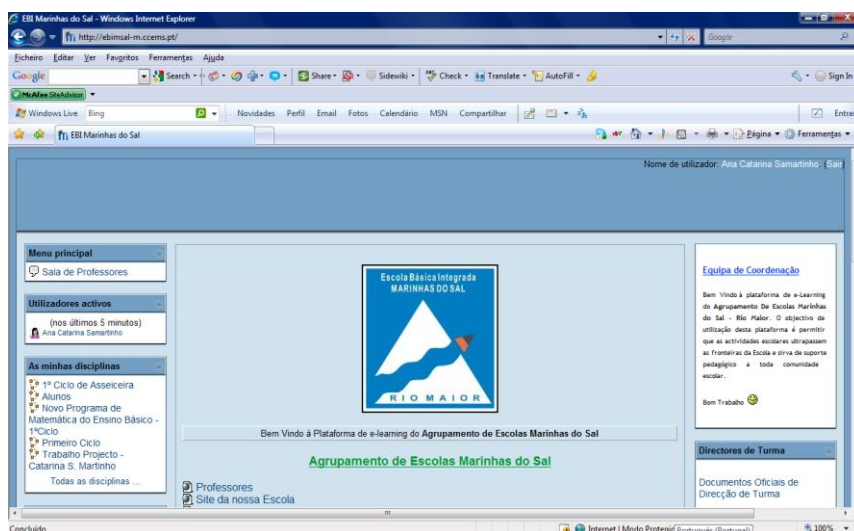 EBI Marinhas do Sal - Windows Internet Explorer
http://ebimsal-m.ccems.pt/
Google
Ficheiro Editar Ver Favoritos Ferramentas Ajuda
Google Search Share Sidewiki Check Translate AutoFill Sign In
McAfee SiteAdvisor
Windows Live Bing Novidades Perfil Email Fotos Calendário MSN Compartilhar Entrar
EBI Marinhas do Sal Página Ferramentas
Nome de utilizador: Ana Catarina Samartinho (Sair)
Menu principal
Sala de Professores
Utilizadores activos
(nos últimos 5 minutos)
Ana Catarina Samartinho
As minhas disciplinas
1º Ciclo de Asseiceira
Alunos
Novo Programa de
Matemática do Ensino Básico -
1ºCiclo
Primeiro Ciclo
Trabalho Projecto -
Catarina S. Martinho
Todas as disciplinas ...
Escola Básica Integrada
MARINHAS DO SAL
RIO MAIOR
Bem Vindo à Plataforma de e-learning do Agrupamento de Escolas Marinhas do Sal
Agrupamento de Escolas Marinhas do Sal
Professores
Site da nossa Escola
Equipa de Coordenação
Bem Vindo à plataforma de e-Learning
do Agrupamento De Escolas Marinhas
do Sal - Rio Maior. O objectivo de
utilização desta plataforma é permitir
que as actividades escolares ultrapassem
as fronteiras da Escola e sirva de suporte
pedagógico a toda comunidade
escolar.
Bom Trabalho
Directores de Turma
Documentos Oficiais de
Direcção de Turma
Concluído
Internet | Modo Protegido
Português (Portugal)
100%